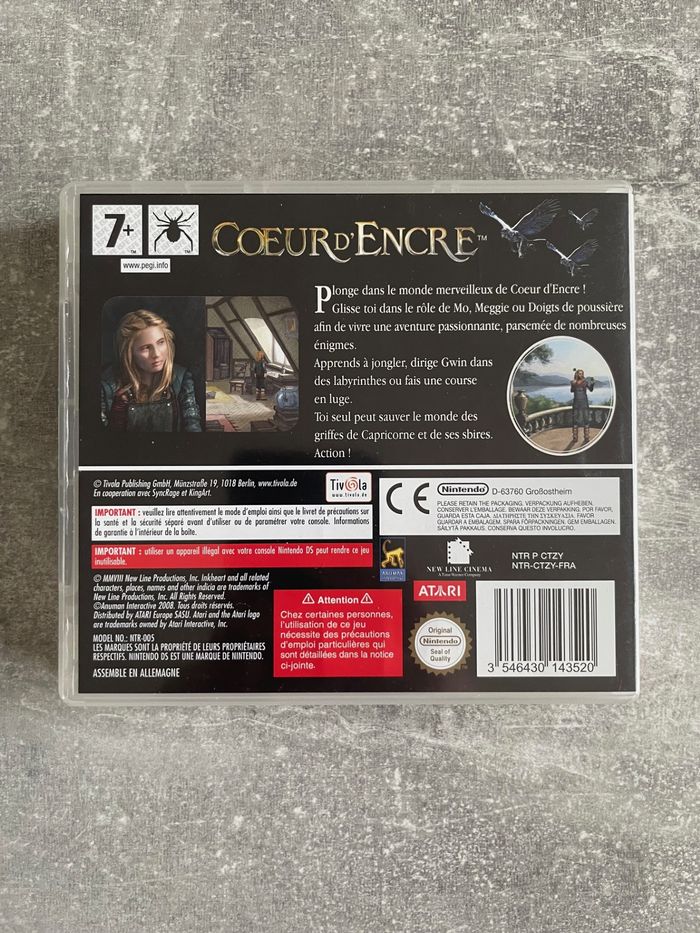 7+
™
™
www.pegi.info
COEUR D'ENCRE™
Plonge dans le monde merveilleux de Coeur d'Encre !
Glisse toi dans le rôle de Mo, Meggie ou Doigts de poussière
afin de vivre une aventure passionnante, parsemée de nombreuses
énigmes.
Apprends à jongler, dirige Gwin dans
des labyrinthes ou fais une course
en luge.
Toi seul peut sauver le monde des
griffes de Capricorne et de ses sbires.
Action !
© Tivola Publishing GmbH, Münzstraße 19, 1018 Berlin, www.tivola.de
En cooperation avec SyncRage et KingArt.
Tivola
www.tivola.de
IMPORTANT : veuillez lire attentivement le mode d'emploi ainsi que le livret de précautions sur
la santé et la sécurité séparé avant d'utiliser ou de paramétrer votre console. Informations
de garantie à l'intérieur de la boîte.
IMPORTANT : utiliser un appareil illégal avec votre console Nintendo DS peut rendre ce jeu
inutilisable.
© MMVIII New Line Productions, Inc. Inkheart and all related
characters, places, names and other indicia are trademarks of
New Line Productions, Inc. All Rights Reserved.
©Anuman Interactive 2008. Tous droits réservés.
Distributed by ATARI Europe SASU. Atari and the Atari logo
are trademarks owned by Atari Interactive, Inc.
MODEL NO.: NTR-005
LES MARQUES SONT LA PROPRIÉTÉ DE LEURS PROPRIÉTAIRES
RESPECTIFS. NINTENDO DS EST UNE MARQUE DE NINTENDO.
ASSEMBLE EN ALLEMAGNE
Attention
Chez certaines personnes,
l'utilisation de ce jeu
nécessite des précautions
d'emploi particulières qui
sont détaillées dans la notice
ci-jointe.
CE
Nintendo D-63760 Großostheim
PLEASE RETAIN THE PACKAGING. VERPACKUNG AUFHEBEN.
CONSERVER L'EMBALLAGE. BEWAAR DEZE VERPAKKING. POR FAVOR,
GUARDA ESTA CAJA. ΔΙΑΤΗΡΗΣΤΕ ΤΗΝ ΣΥΣΚΕΥΑΣΙΑ. FAVOR
GUARDAR A EMBALAGEM. SPARA FÖRPACKNINGEN. GEM EMBALLAGEN.
SÄILYTÄ PAKKAUS. CONSERVARE QUESTO INVOLUCRO.
ANUMAN
NEW LINE CINEMA
A Time Warner Company
NTR P CTZY
NTR-CTZY-FRA
ATARI
Original
Nintendo
Seal of
Quality
3 546430 143520